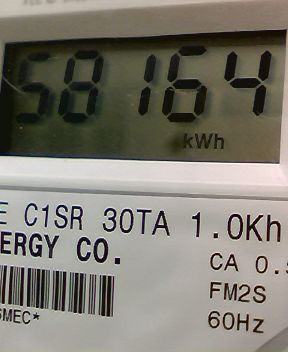 58164
kWh
E C1SR 30TA 1.0Kh
ERGY CO.
CA 0.5
FM2S
60Hz
SMEC*